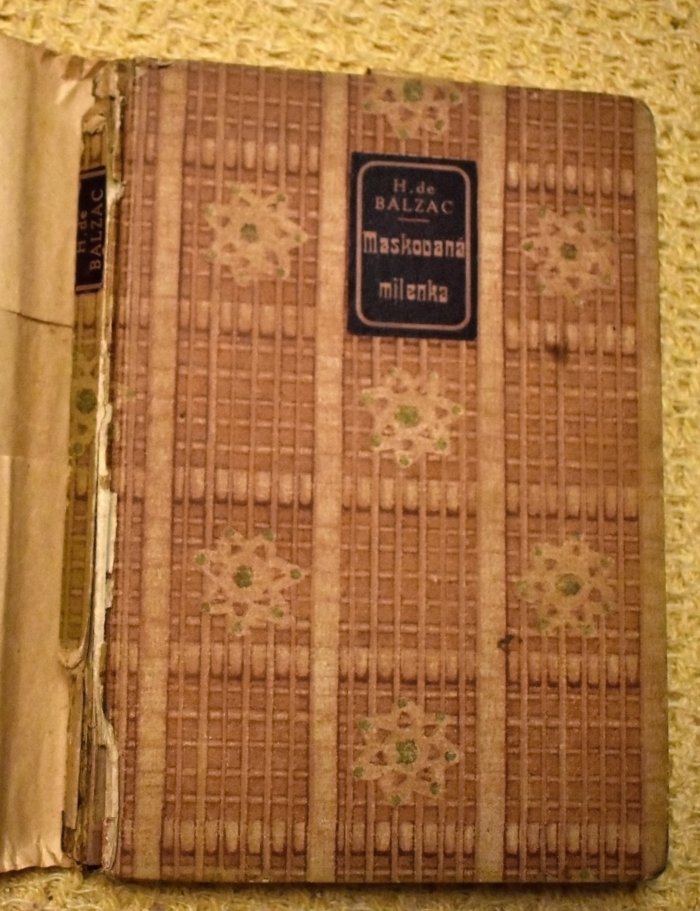 H. de
BALZAC
H. de
BALZAC
Maskovaná
milenka